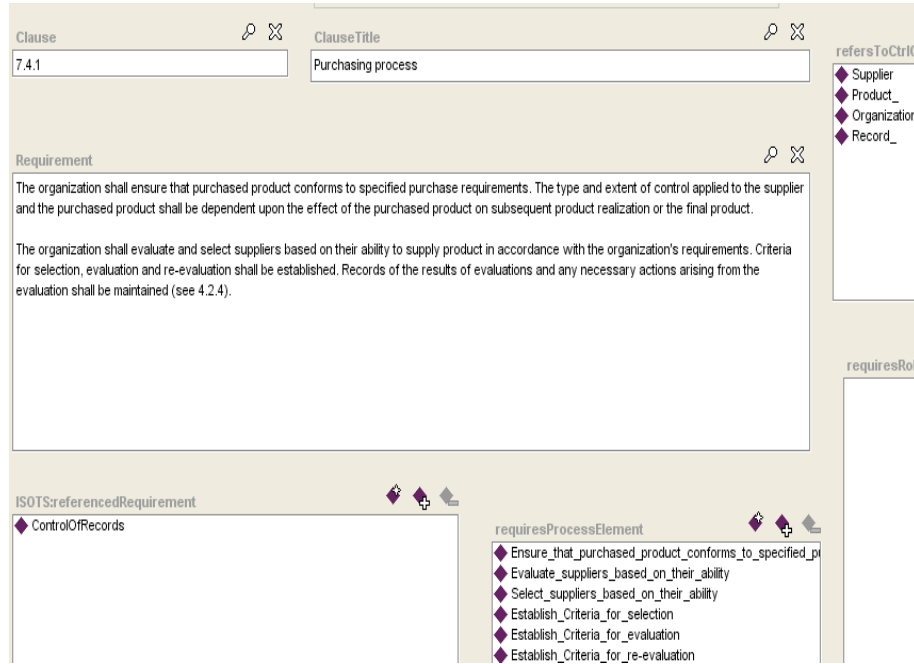 Clause
ClauseTitle
7.4.1
Purchasing process
refersToCtrlO
Supplier
Product_
Organization
Record_
Requirement
The organization shall ensure that purchased product conforms to specified purchase requirements. The type and extent of control applied to the supplier
and the purchased product shall be dependent upon the effect of the purchased product on subsequent product realization or the final product.
The organization shall evaluate and select suppliers based on their ability to supply product in accordance with the organization's requirements. Criteria
for selection, evaluation and re-evaluation shall be established. Records of the results of evaluations and any necessary actions arising from the
evaluation shall be maintained (see 4.2.4).
requiresRol
ISOTS:referencedRequirement
ControlOfRecords
requiresProcessElement
Ensure_that_purchased_product_conforms_to_specified_pu
Evaluate_suppliers_based_on_their_ability
Select_suppliers_based_on_their_ability
Establish_Criteria_for_selection
Establish_Criteria_for_evaluation
Establish_Criteria_for_re-evaluation